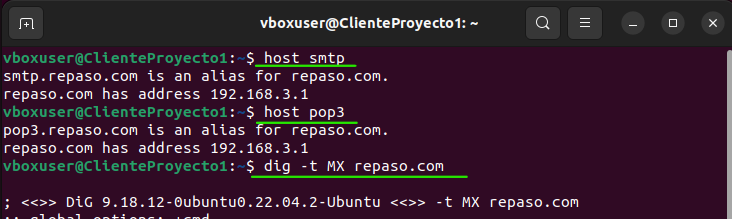 vboxuser@ClienteProyecto1: ~
vboxuser@ClienteProyecto1:~$ host smtp
smtp.repaso.com is an alias for repaso.com.
repaso.com has address 192.168.3.1
vboxuser@ClienteProyecto1:~$ host pop3
pop3.repaso.com is an alias for repaso.com.
repaso.com has address 192.168.3.1
vboxuser@ClienteProyecto1:~$ dig -t MX repaso.com
; <<>> DiG 9.18.12-0ubuntu0.22.04.2-Ubuntu <<>> -t MX repaso.com
;; global options: +cmd